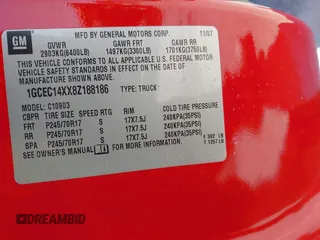 GM
MFD BY GENERAL MOTORS CORP. 11/07
GVWR GAWR FRT GAWR RR
2903KG(6400LB) 1497KG(3300LB) 1701KG(3750LB)
THIS VEHICLE CONFORMS TO ALL APPLICABLE U.S. FEDERAL MOTOR
VEHICLE SAFETY STANDARDS IN EFFECT ON THE DATE OF
MANUFACTURE SHOWN ABOVE.
1GCEC14XX8Z188186 TYPE: TRUCK
MODEL: C10903
CBPR TIRE SIZE SPEED RTG RIM COLD TIRE PRESSURE
FRT P245/70R17 S 17X7.5J 240KPA(35PSI)
RR P245/70R17 S 17X7.5J 240KPA(35PSI)
SPA P245/70R17 S 17X7.5J 240KPA(35PSI)
SEE OWNER'S MANUAL FOR MORE INFORMATION.
DREAMBID